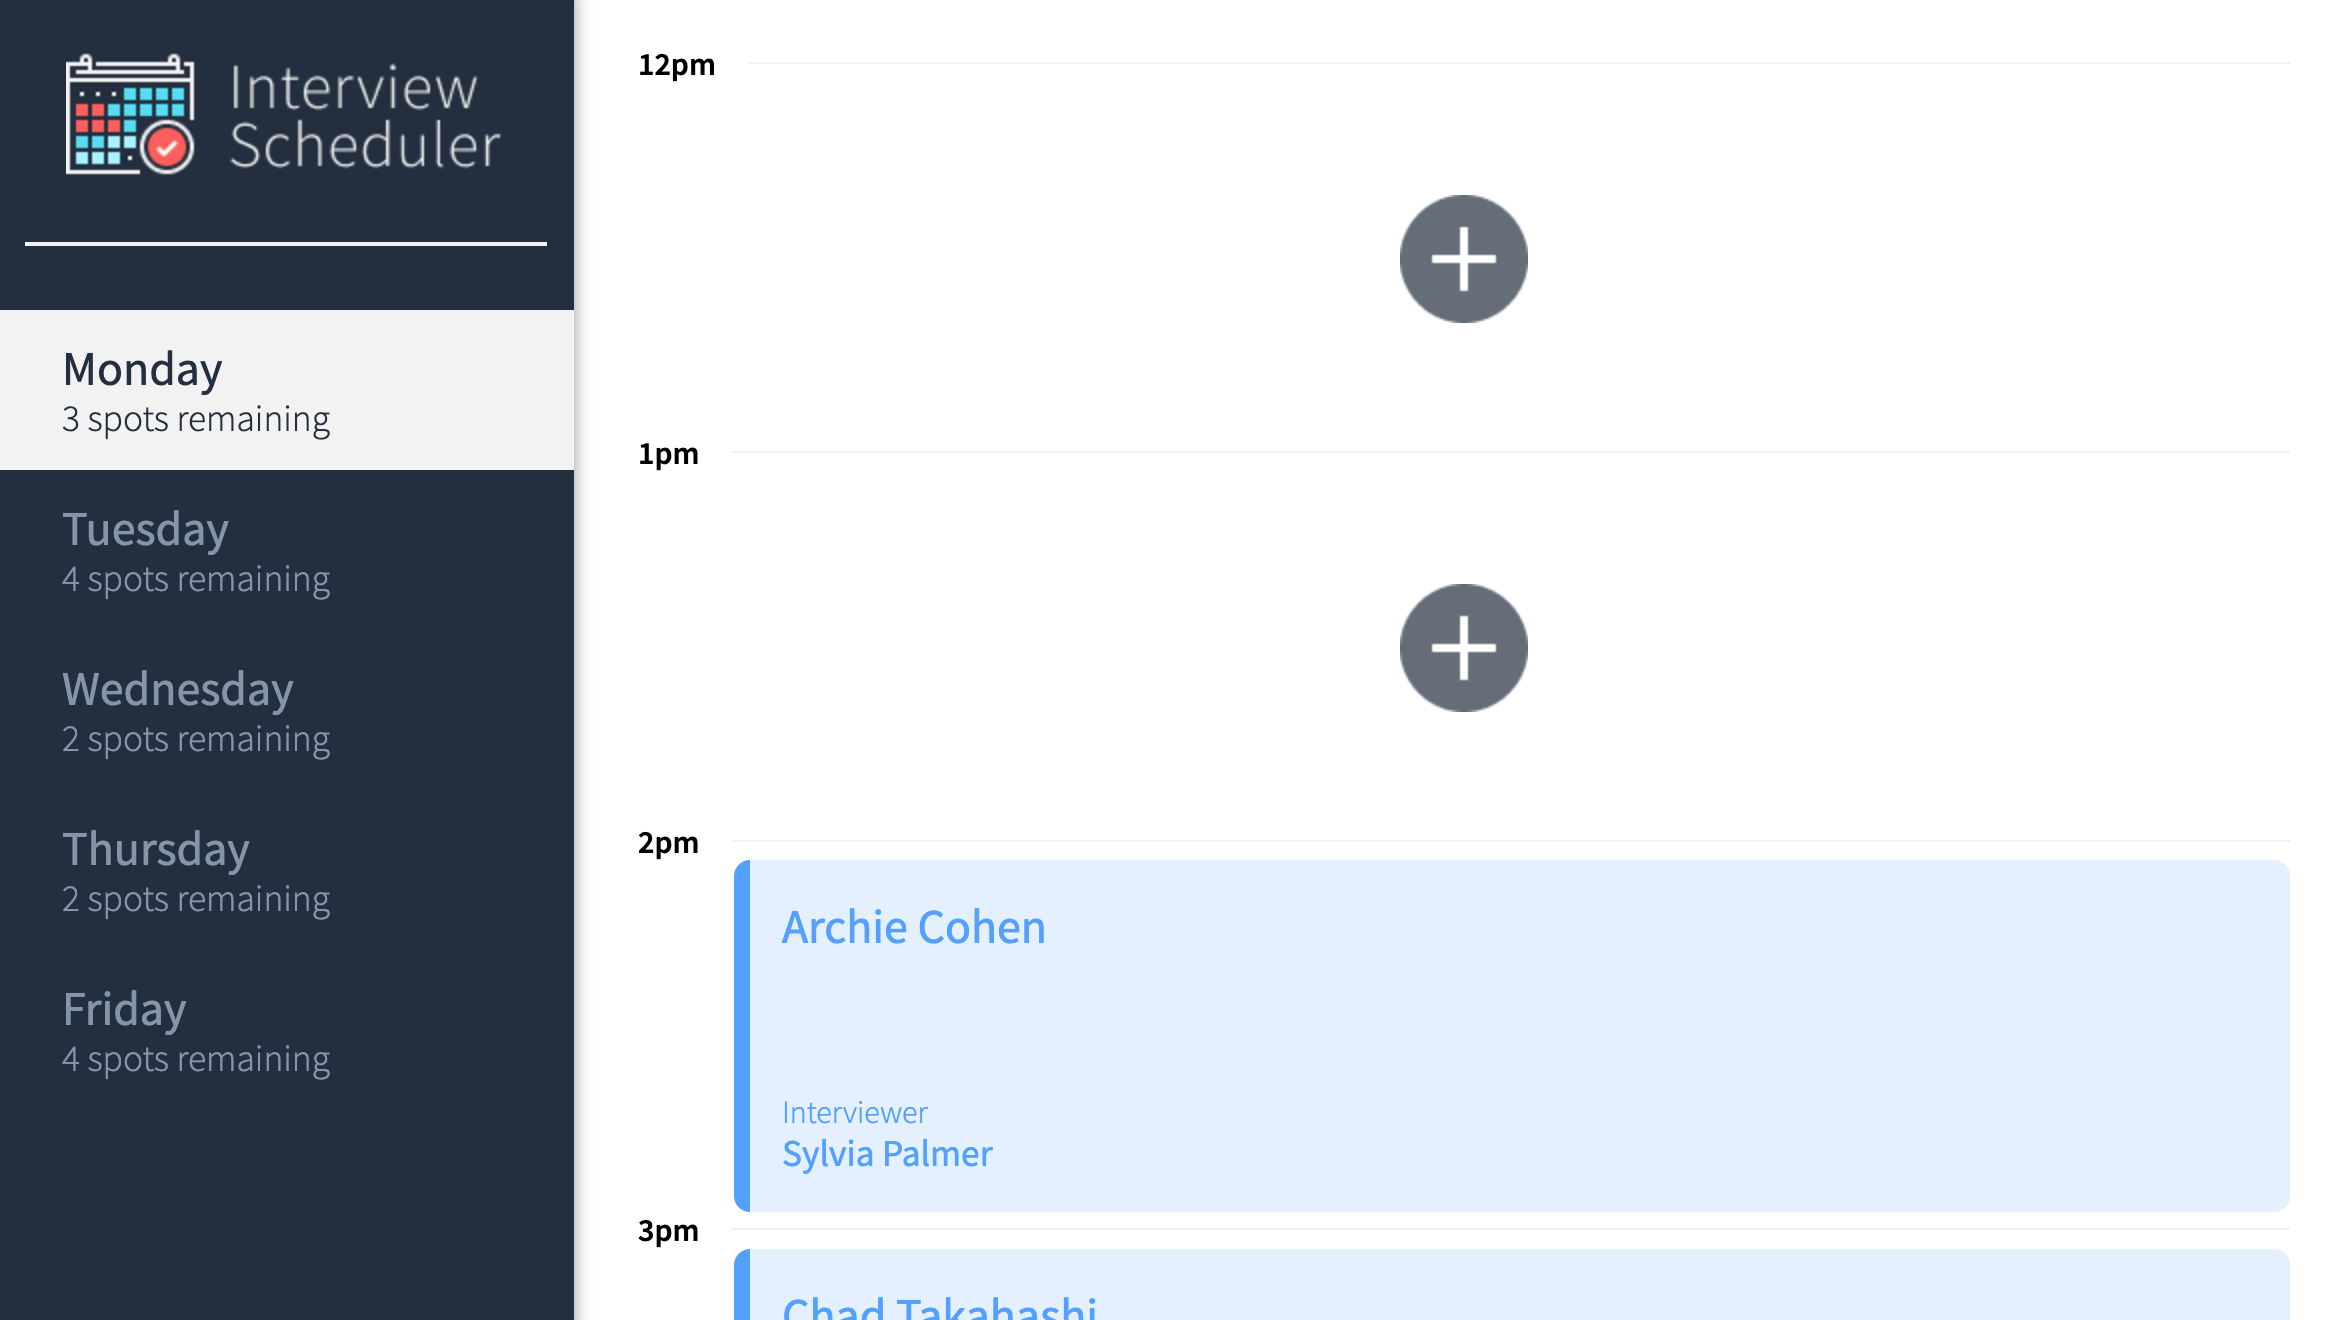 Interview
Scheduler
Monday
3 spots remaining
Tuesday
4 spots remaining
Wednesday
2 spots remaining
Thursday
2 spots remaining
Friday
4 spots remaining
12pm
1pm
2pm
Archie Cohen
Interviewer
Sylvia Palmer
3pm
Chad Takahashi